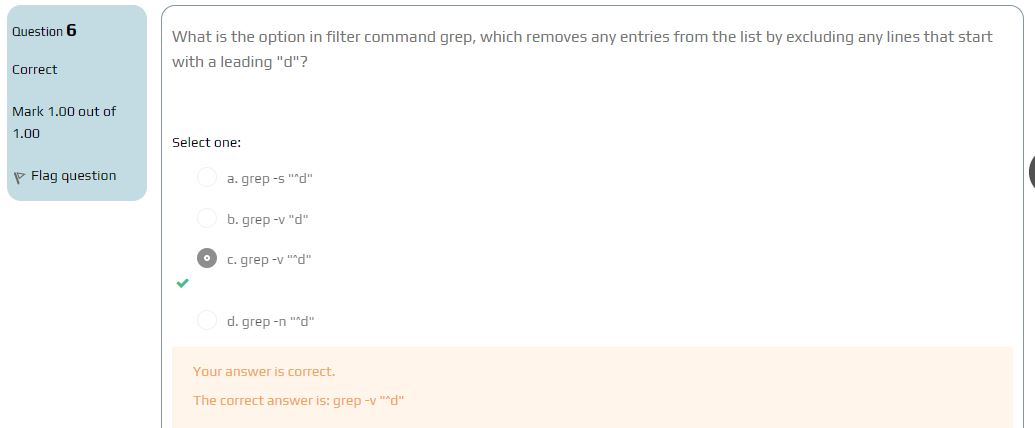 Question 6
Correct
Mark 1.00 out of
1.00
Flag question
What is the option in filter command grep, which removes any entries from the list by excluding any lines that start
with a leading "d"?
Select one:
a. grep -s "^d"
b. grep -v "d"
c. grep -v "^d"
d. grep -n "^d"
Your answer is correct.
The correct answer is: grep -v "^d"